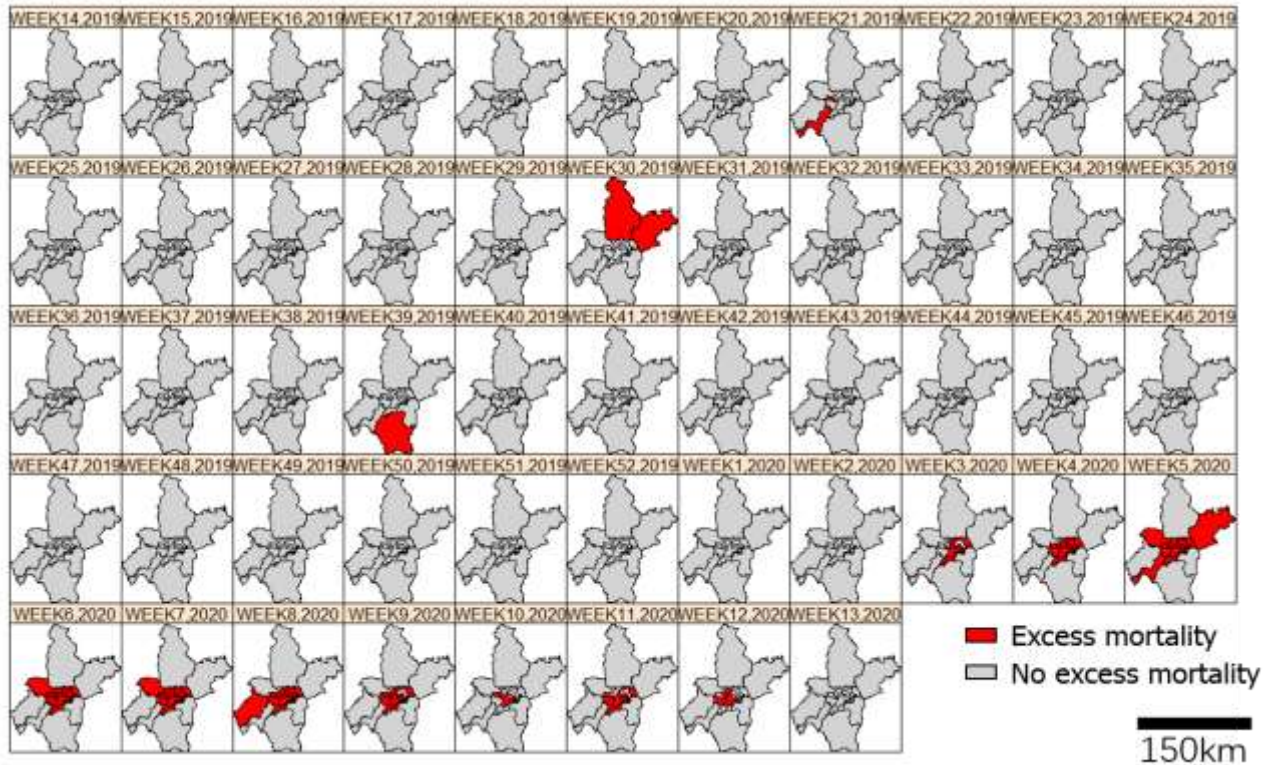 WEEK14,2019 WEEK15,2019 WEEK16,2019 WEEK17,2019 WEEK18,2019 WEEK19,2019 WEEK20,2019 WEEK21,2019 WEEK22,2019 WEEK23,2019 WEEK24,2019
WEEK25,2019 WEEK26,2019 WEEK27,2019 WEEK28,2019 WEEK29,2019 WEEK30,2019 WEEK31,2019 WEEK32,2019 WEEK33,2019 WEEK34,2019 WEEK35,2019
WEEK36,2019 WEEK37,2019 WEEK38,2019 WEEK39,2019 WEEK40,2019 WEEK41,2019 WEEK42,2019 WEEK43,2019 WEEK44,2019 WEEK45,2019 WEEK46,2019
WEEK47,2019 WEEK48,2019 WEEK49,2019 WEEK50,2019 WEEK51,2019 WEEK52,2019 WEEK1,2020 WEEK2,2020 WEEK3,2020 WEEK4,2020 WEEK5,2020
WEEK6,2020 WEEK7,2020 WEEK8,2020 WEEK9,2020 WEEK10,2020 WEEK11,2020 WEEK12,2020 WEEK13,2020
Excess mortality
No excess mortality
150km